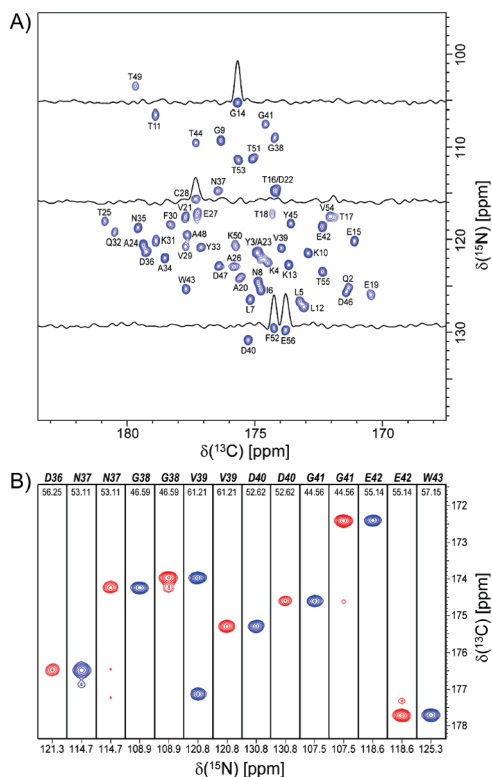 A)
T49
G14
100
T11
G41
T44
G9
G38
T51
T53
110
T16/D22
N37
C28
V54
T25
V21
E27
T18
Y45
T17
N35
F30
E42
Q32
A48
K50
E15
120
A24
K31
Y33
Y3/A23
V39
K10
D36
V29
A34
D47
A26
K4
K13
T55
A20
N8
Q2
W43
I6
L5
D46
E19
L7
L12
130
F52
D40
E56
δ(15N) [ppm]
180 175 170
δ(13C) [ppm]
B)
D36 N37 N37 G38 G38 V39 V39 D40 D40 G41 G41 E42 E42 W43
56.25 53.11 53.11 46.59 46.59 61.21 61.21 52.62 52.62 44.56 44.56 55.14 55.14 57.15
172
173
174
175
176
177
178
δ(13C) [ppm]
121.3 114.7 114.7 108.9 108.9 120.8 120.8 130.8 130.8 107.5 107.5 118.6 118.6 125.3
δ(15N) [ppm]